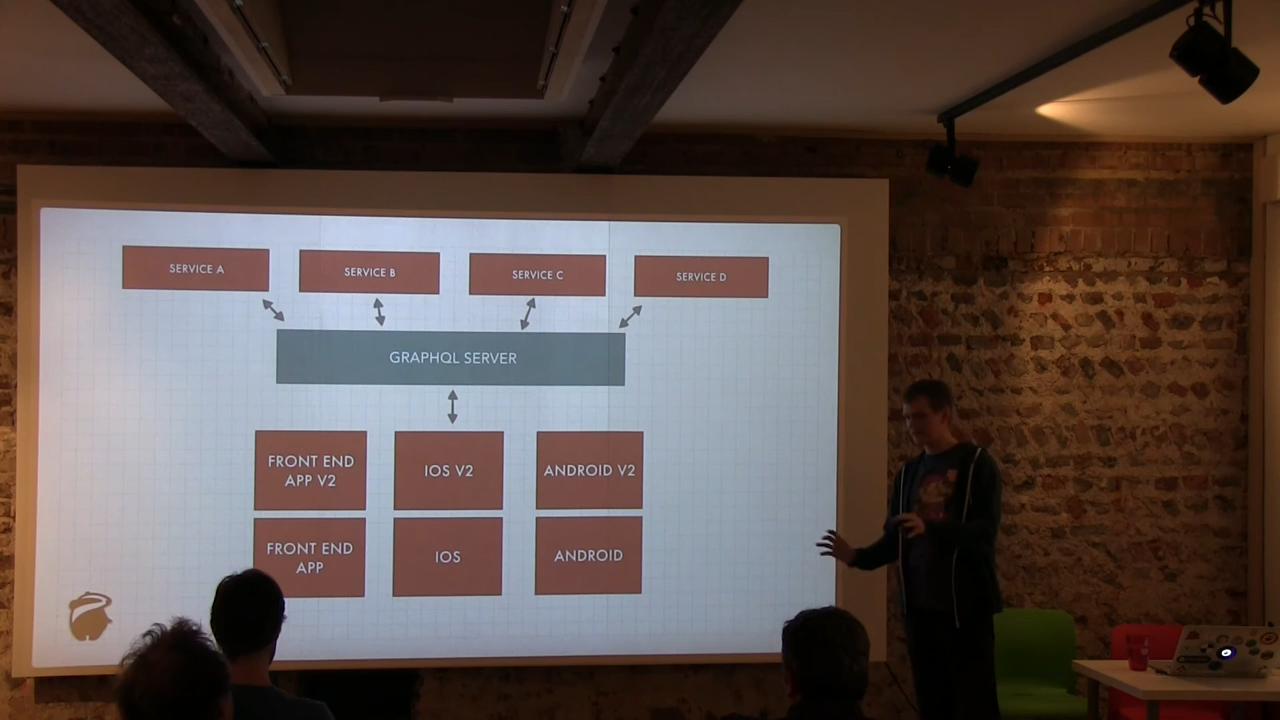 SERVICE A
SERVICE B
SERVICE C
SERVICE D
GRAPHQL SERVER
FRONT END
APP V2
IOS V2
ANDROID V2
FRONT END
APP
IOS
ANDROID